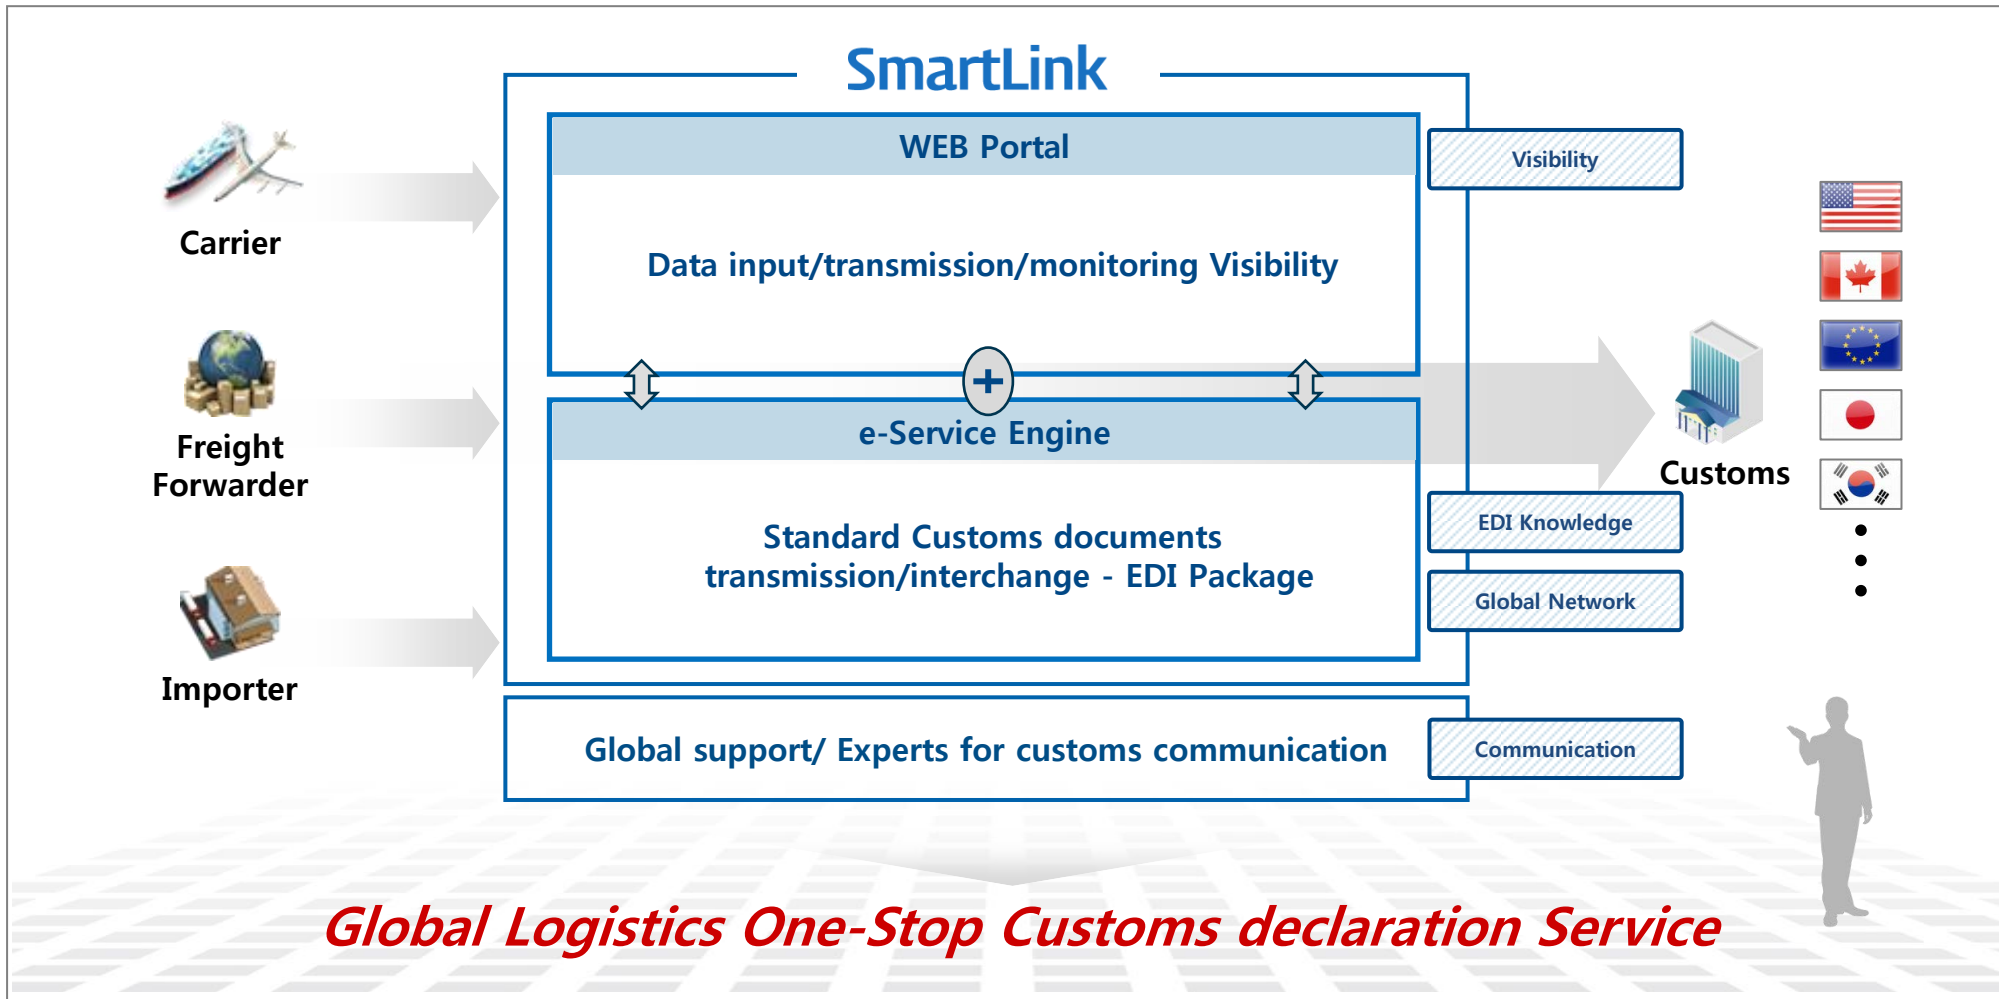 SmartLink
WEB Portal
Data input/transmission/monitoring Visibility
Visibility
Carrier
Freight
Forwarder
Importer
e-Service Engine
Standard Customs documents
transmission/interchange - EDI Package
EDI Knowledge
Global Network
Customs
Global support/ Experts for customs communication
Communication
Global Logistics One-Stop Customs declaration Service